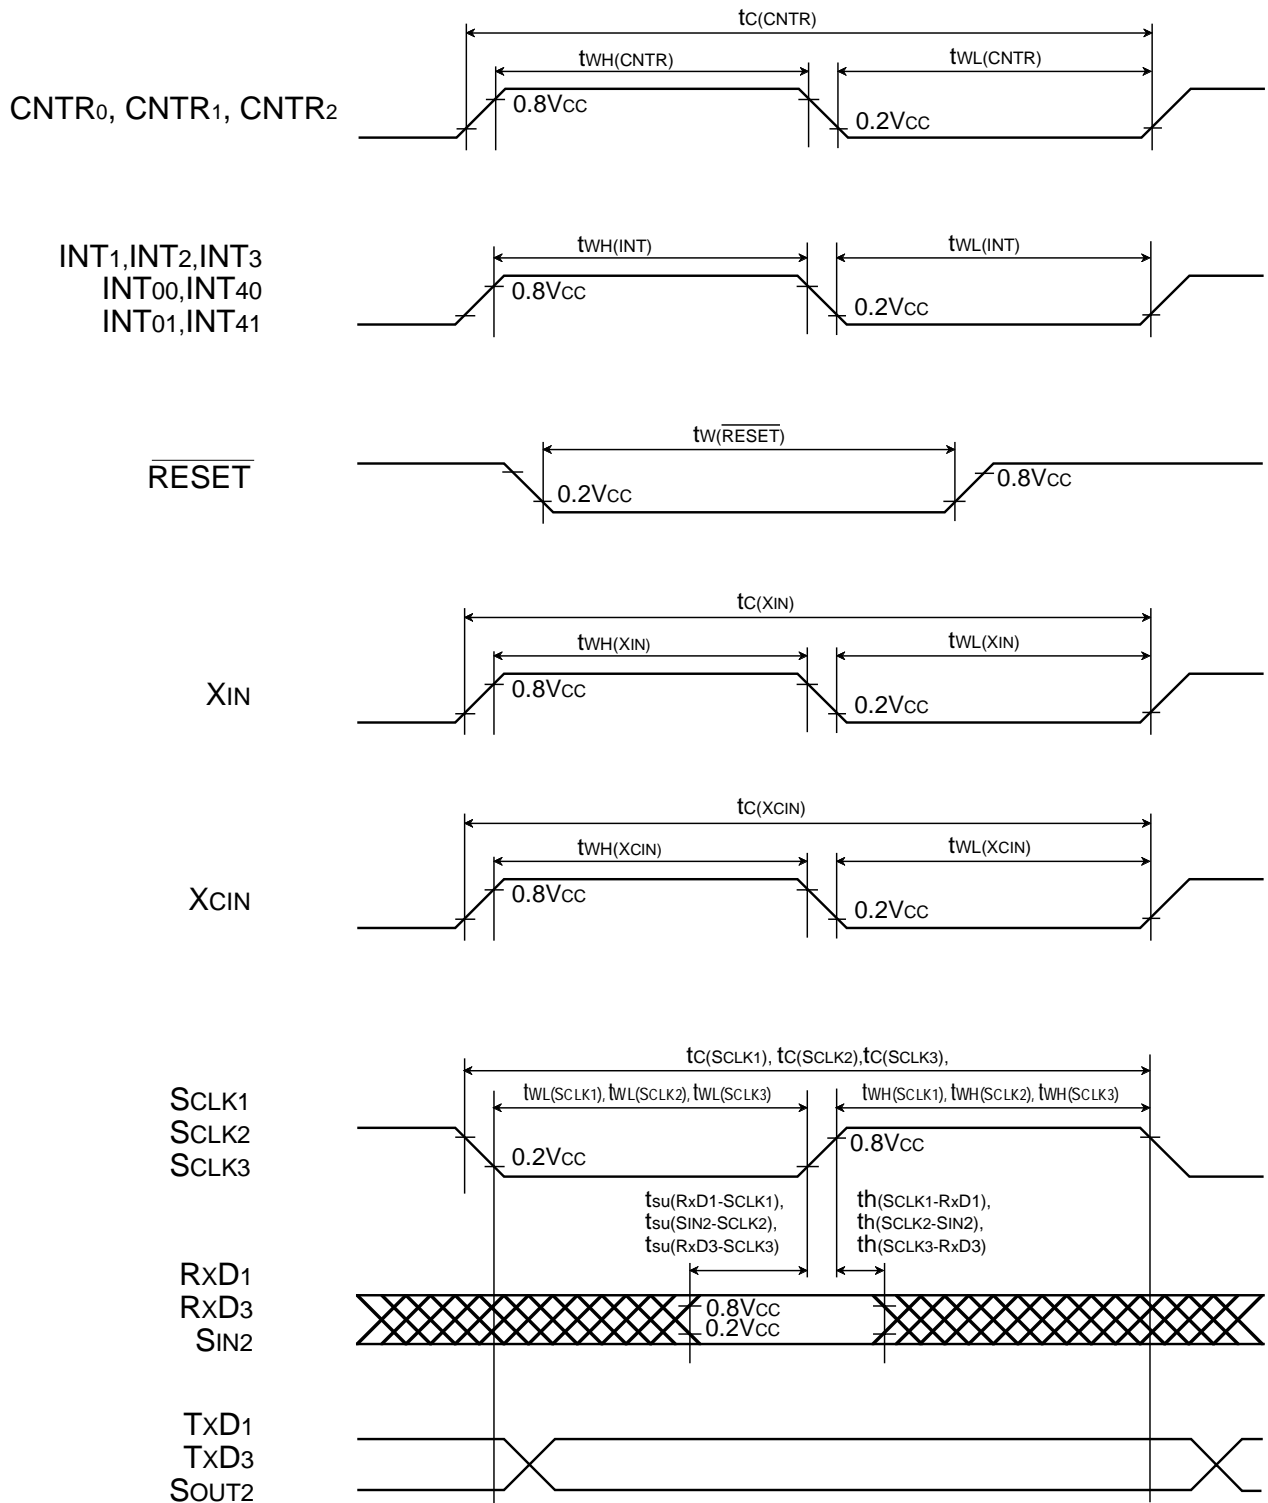 tC(CNTR)
tWH(CNTR)
tWL(CNTR)
CNTR0, CNTR1, CNTR2
0.8VCC
0.2VCC
INT1,INT2,INT3
INT00,INT40
INT01,INT41
tWH(INT)
tWL(INT)
0.8VCC
0.2VCC
RESET
tW(RESET)
0.2VCC
0.8VCC
XIN
tC(XIN)
tWH(XIN)
tWL(XIN)
0.8VCC
0.2VCC
XCIN
tC(XCIN)
tWH(XCIN)
tWL(XCIN)
0.8VCC
0.2VCC
tC(SCLK1), tC(SCLK2),tC(SCLK3),
tWL(SCLK1), tWL(SCLK2), tWL(SCLK3)
tWH(SCLK1), tWH(SCLK2), tWH(SCLK3)
SCLK1
SCLK2
SCLK3
0.2VCC
0.8VCC
tsu(RxD1-SCLK1),
tsu(SIN2-SCLK2),
tsu(RxD3-SCLK3)
th(SCLK1-RxD1),
th(SCLK2-SIN2),
th(SCLK3-RxD3)
RXD1
RXD3
SIN2
0.8VCC
0.2VCC
TXD1
TXD3
SOUT2